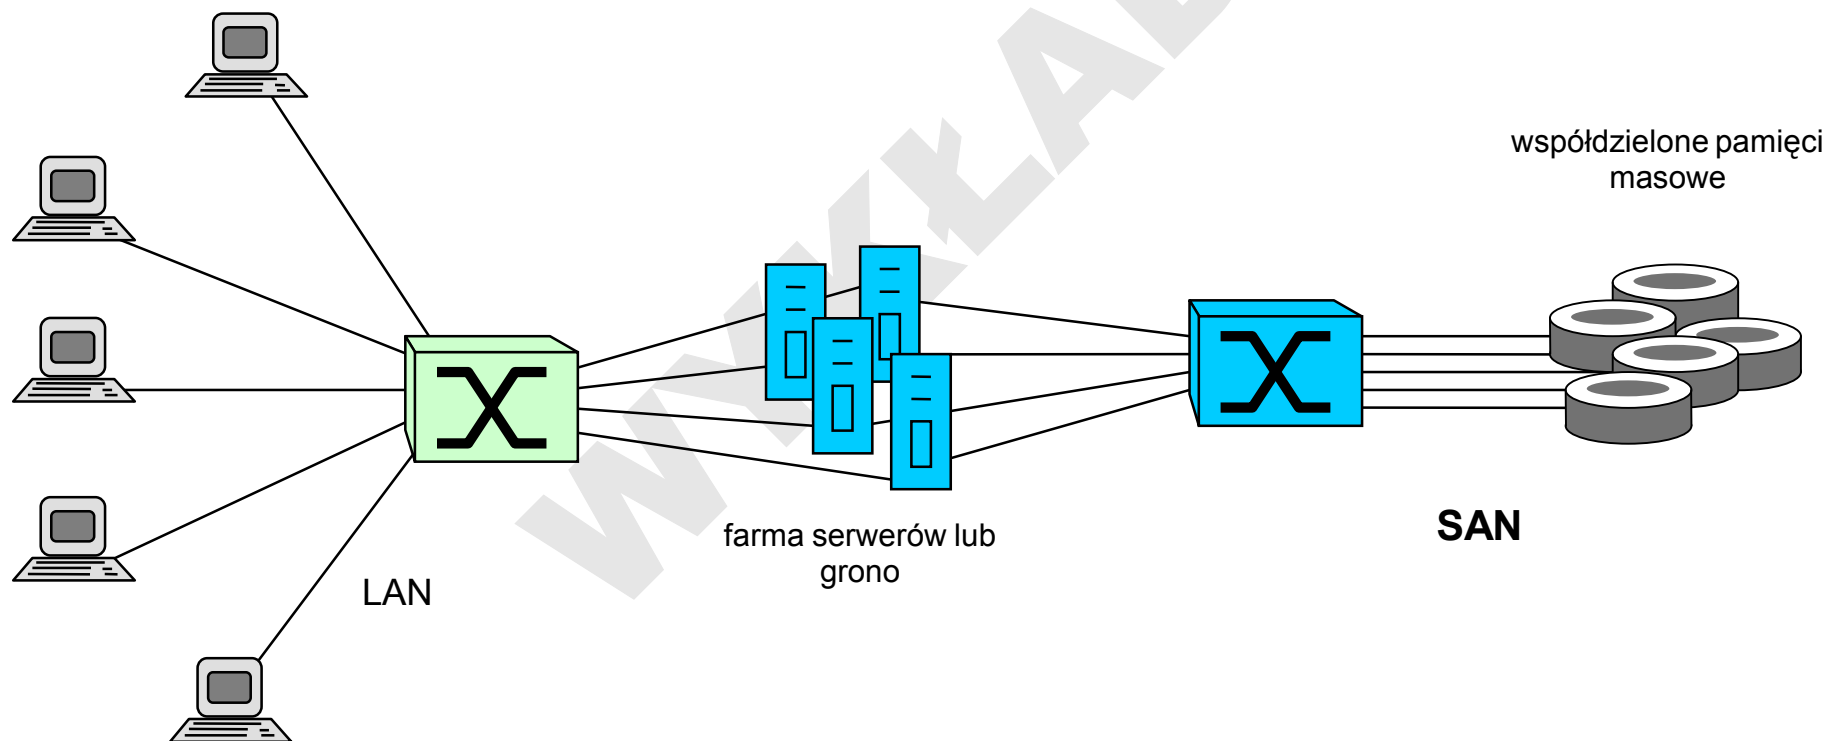 współdzielone pamięci
masowe
farma serwerów lub
grono
SAN
LAN
WYKŁAD